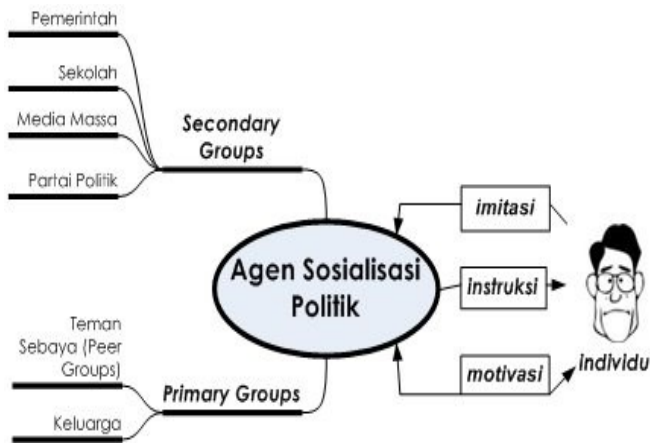 Pemerintah
Sekolah
Media Massa
Partai Politik
Secondary
Groups
Agen Sosialisasi
Politik
imitasi
instruksi
motivasi
individu
Teman
Sebaya (Peer
Groups)
Keluarga
Primary Groups